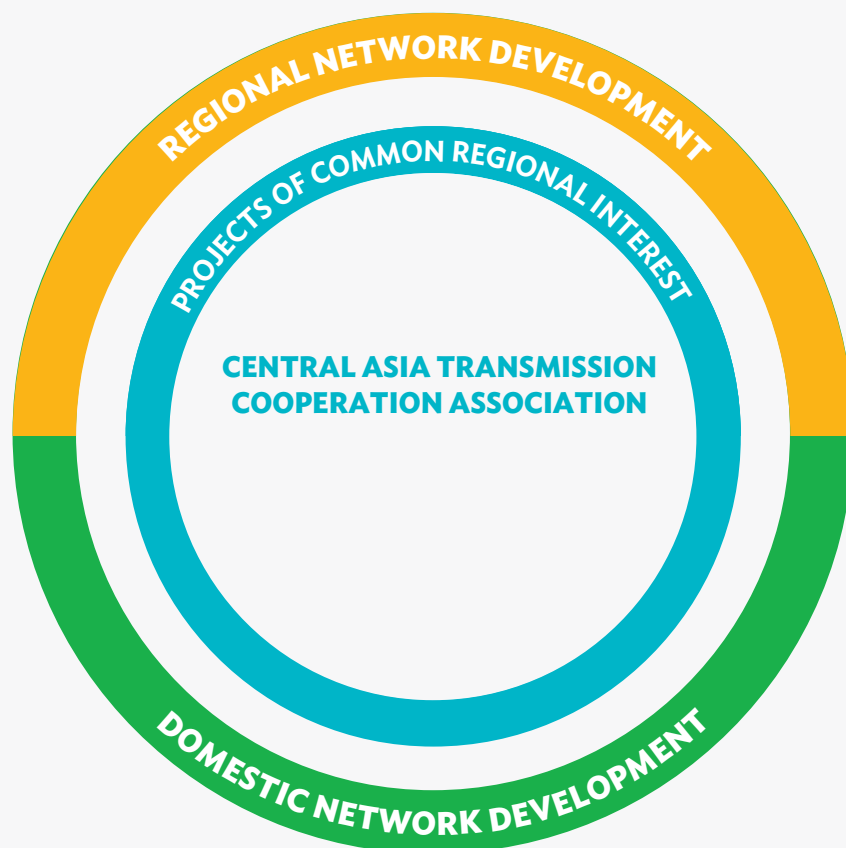 REGIONAL NETWORK DEVELOPMENT
PROJECTS OF COMMON REGIONAL INTEREST
CENTRAL ASIA TRANSMISSION
COOPERATION ASSOCIATION
DOMESTIC NETWORK DEVELOPMENT